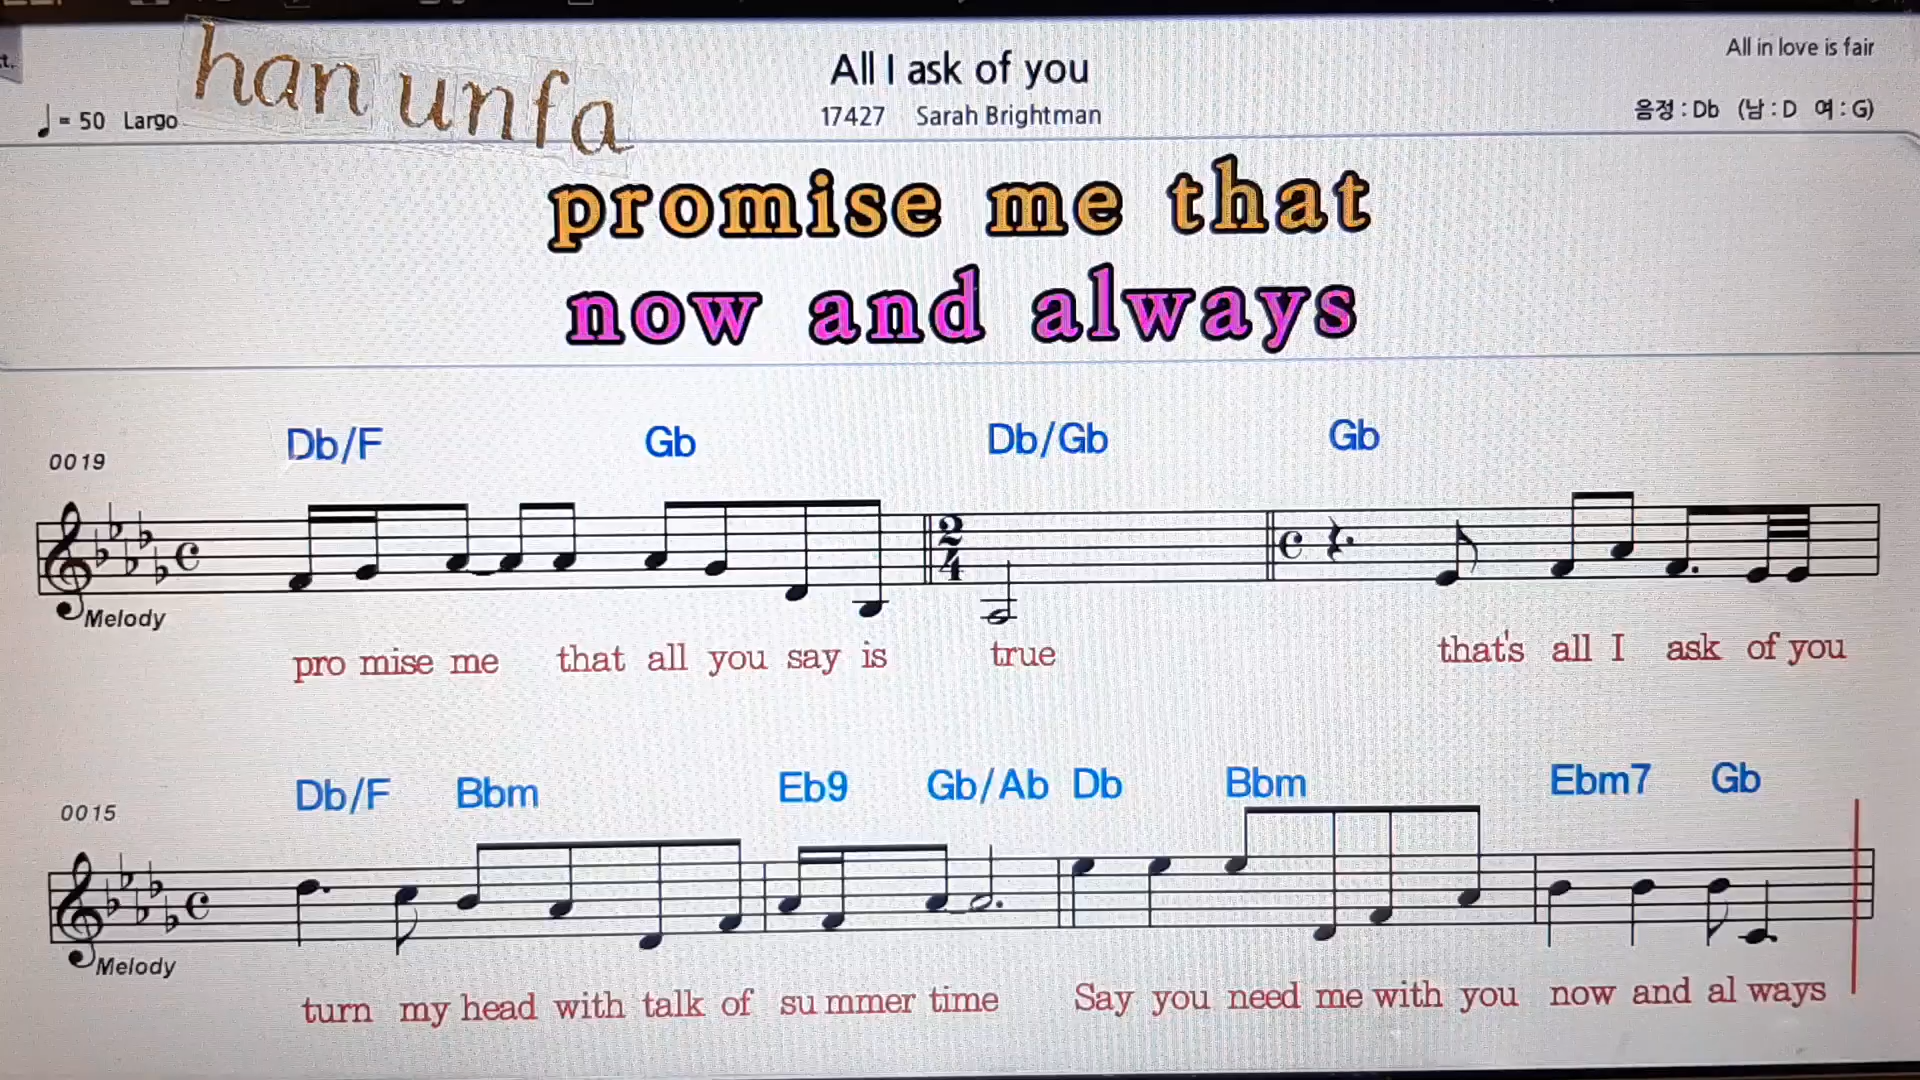 t.
han unfa
All I ask of you
All in love is fair
= 50 Largo
17427 Sarah Brightman
음정 : Db (남 : D 여 : G)
promise me that
now and always
0019
Db/F Gb Db/Gb Gb
C 2 4 C
Melody
pro mise me that all you say is true that's all I ask of you
0015
Db/F Bbm Eb9 Gb/Ab Db Bbm Ebm7 Gb
C
Melody
turn my head with talk of su mmer time Say you need me with you now and al ways